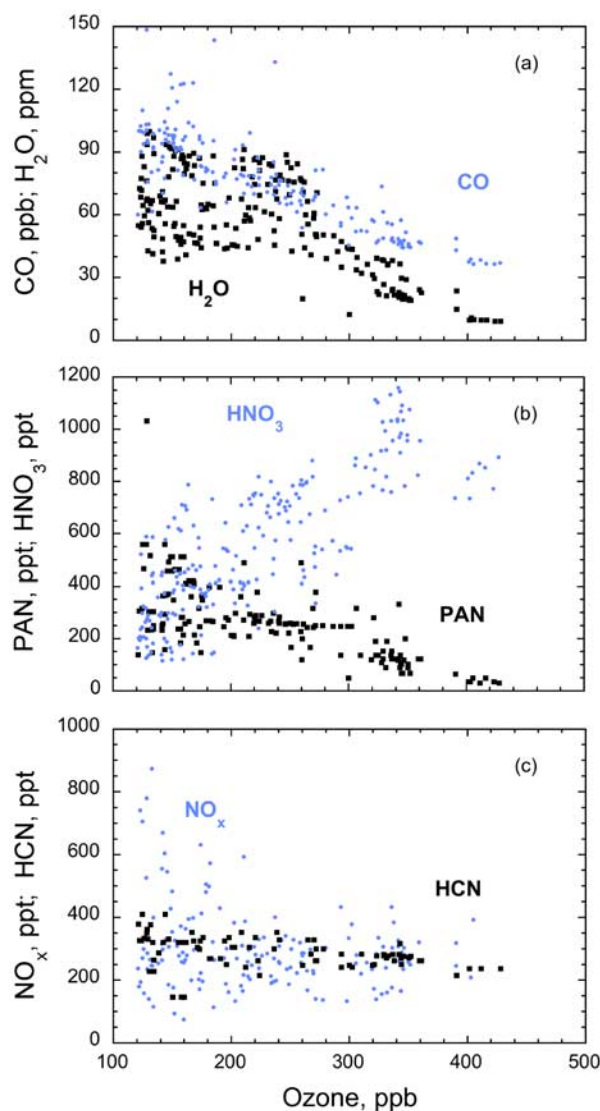 150
(a)
120
90
CO
60
30
H₂O
0
CO, ppb; H₂O, ppm
1200
HNO₃
(b)
1000
800
600
PAN
400
200
0
PAN, ppt; HNO₃, ppt
1000
(c)
800
NOₓ
600
HCN
400
200
0
NOₓ, ppt; HCN, ppt
100 200 300 400 500
Ozone, ppb